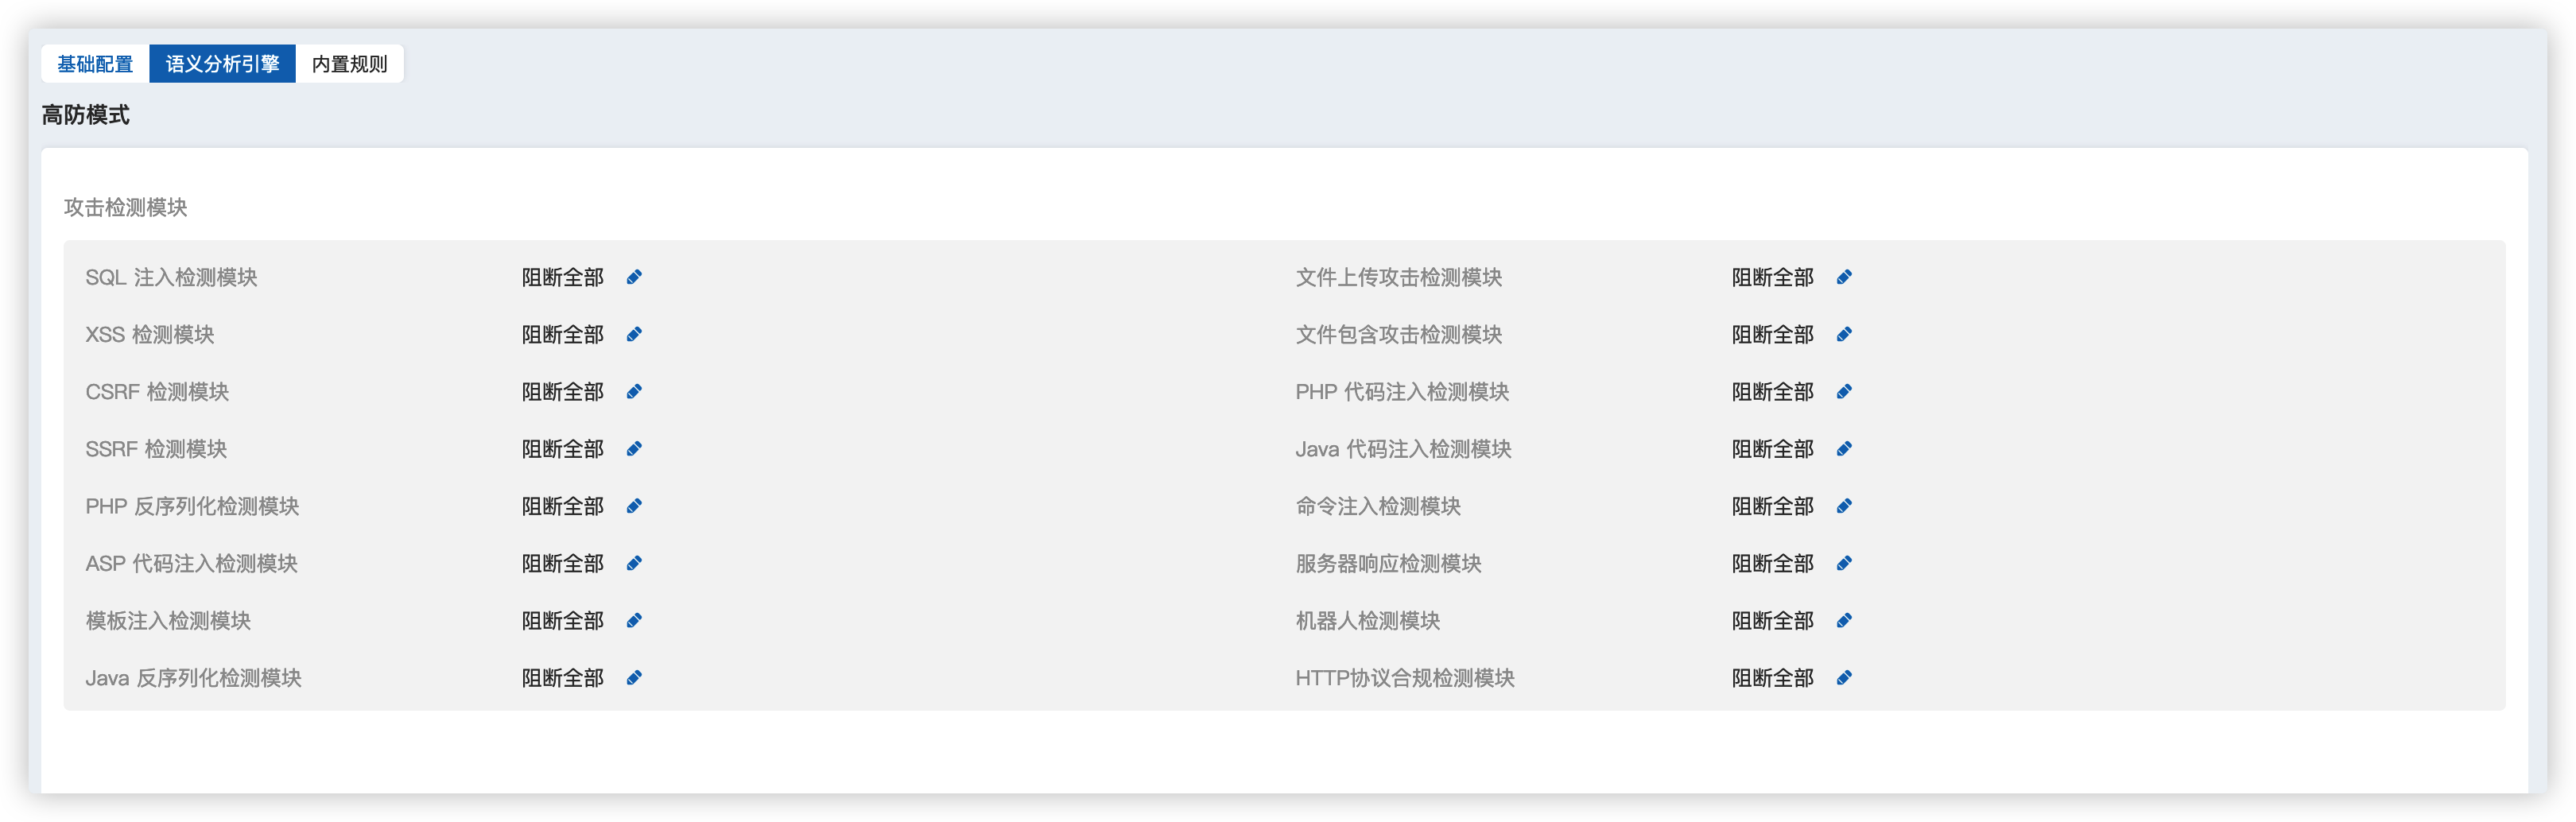 基础配置 语义分析引擎 内置规则
高防模式
攻击检测模块
SQL 注入检测模块 阻断全部 文件上传攻击检测模块 阻断全部
XSS 检测模块 阻断全部 文件包含攻击检测模块 阻断全部
CSRF 检测模块 阻断全部 PHP 代码注入检测模块 阻断全部
SSRF 检测模块 阻断全部 Java 代码注入检测模块 阻断全部
PHP 反序列化检测模块 阻断全部 命令注入检测模块 阻断全部
ASP 代码注入检测模块 阻断全部 服务器响应检测模块 阻断全部
模板注入检测模块 阻断全部 机器人检测模块 阻断全部
Java 反序列化检测模块 阻断全部 HTTP协议合规检测模块 阻断全部